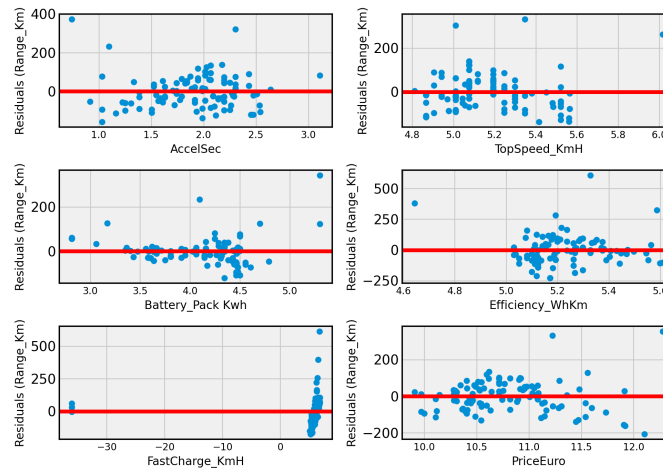 400
200
0
Residuals (Range_Km)
1.0 1.5 2.0 2.5 3.0
AccelSec
200
0
Residuals (Range_Km)
4.8 5.0 5.2 5.4 5.6 5.8 6.0
TopSpeed_KmH
200
0
Residuals (Range_Km)
3.0 3.5 4.0 4.5 5.0
Battery_Pack Kwh
500
250
0
−250
Residuals (Range_Km)
4.6 4.8 5.0 5.2 5.4 5.6
Efficiency_WhKm
500
250
0
Residuals (Range_Km)
−30 −20 −10 0
FastCharge_KmH
200
0
−200
Residuals (Range_Km)
10.0 10.5 11.0 11.5 12.0
PriceEuro